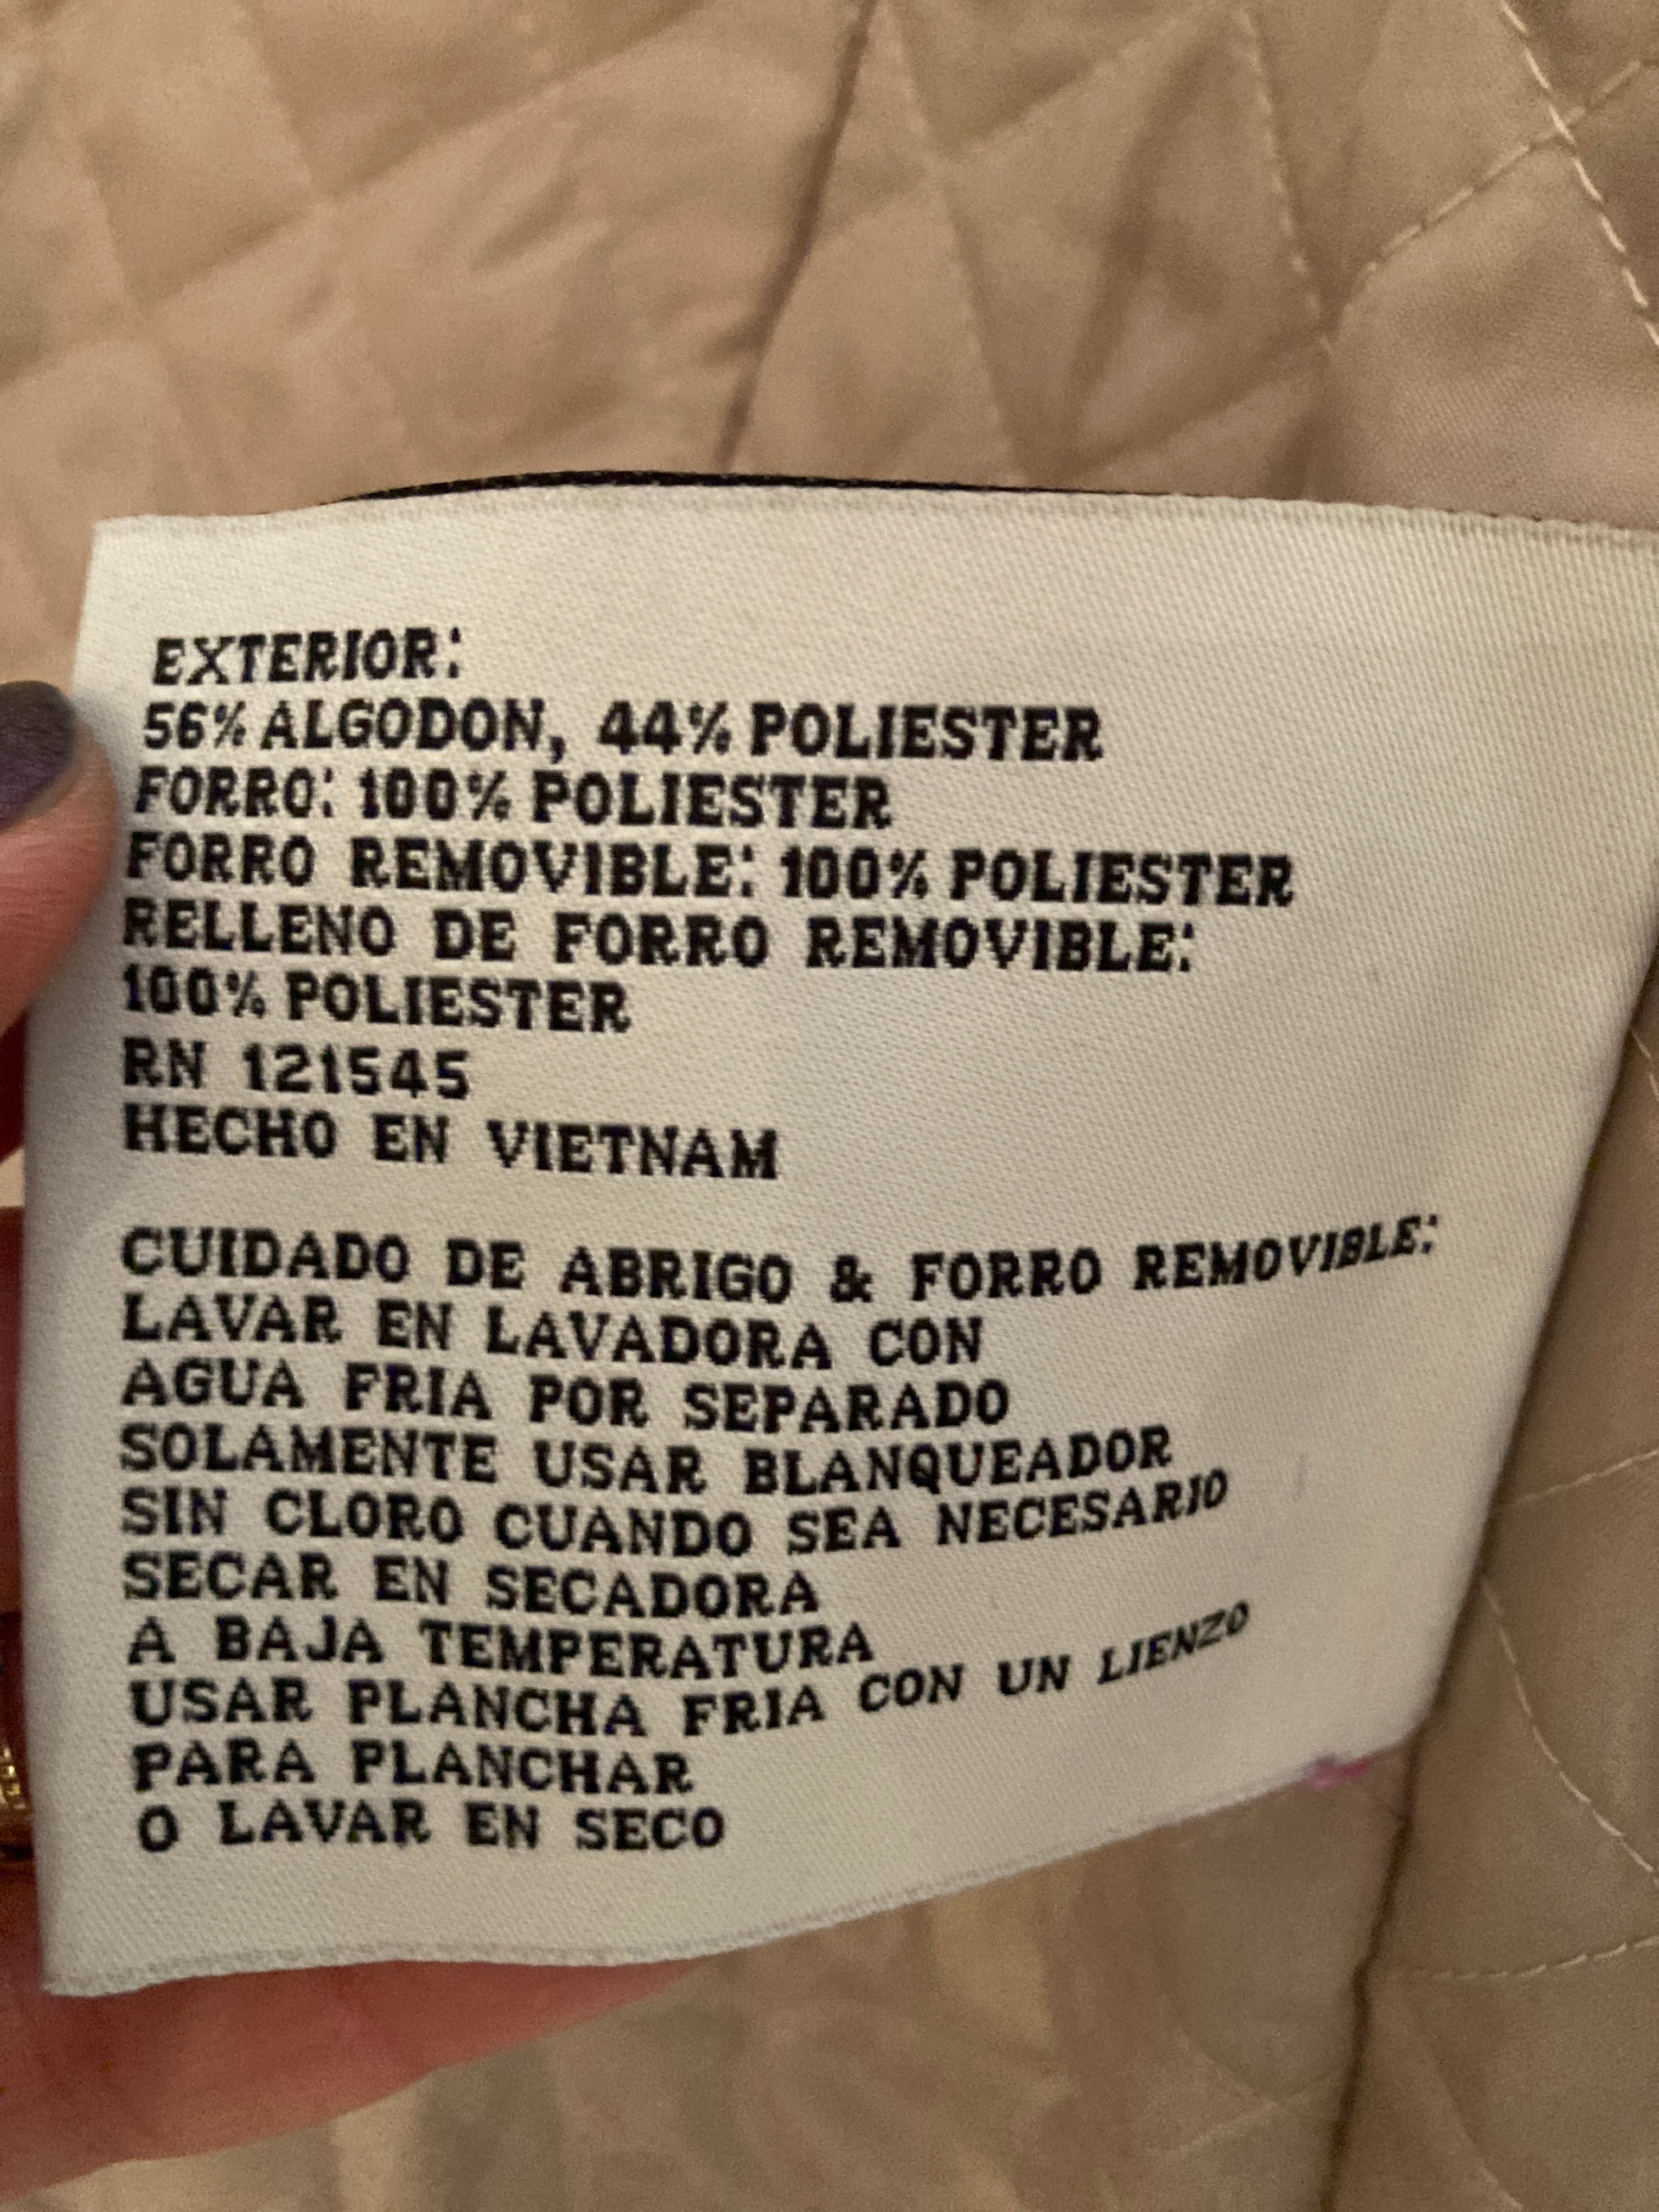 EXTERIOR:
56% ALGODON, 44% POLIESTER
FORRO: 100% POLIESTER
FORRO REMOVIBLE: 100% POLIESTER
RELLENO DE FORRO REMOVIBLE:
100% POLIESTER
RN 121545
HECHO EN VIETNAM
CUIDADO DE ABRIGO & FORRO REMOVIBLE:
LAVAR EN LAVADORA CON
AGUA FRIA POR SEPARADO
SOLAMENTE USAR BLANQUEADOR
SIN CLORO CUANDO SEA NECESARIO
SECAR EN SECADORA
A BAJA TEMPERATURA
USAR PLANCHA FRIA CON UN LIENZO
PARA PLANCHAR
O LAVAR EN SECO